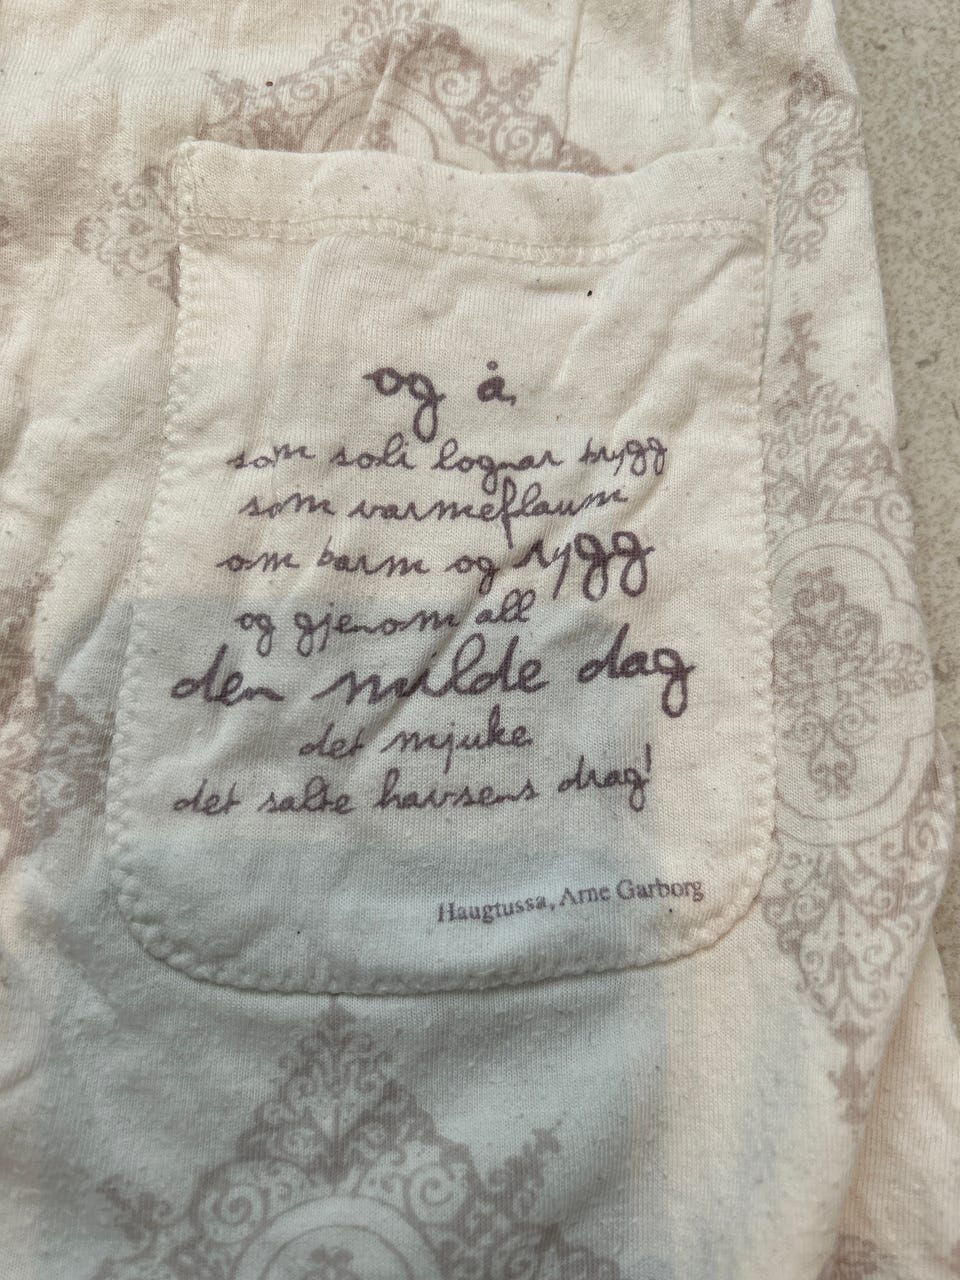 og å,
som soli lognar trygg
som varmeflaum
om barm og rygg
og gjenom all
den milde dag
det mjuke
det salte havsens drag!
Haugtussa, Arne Garborg